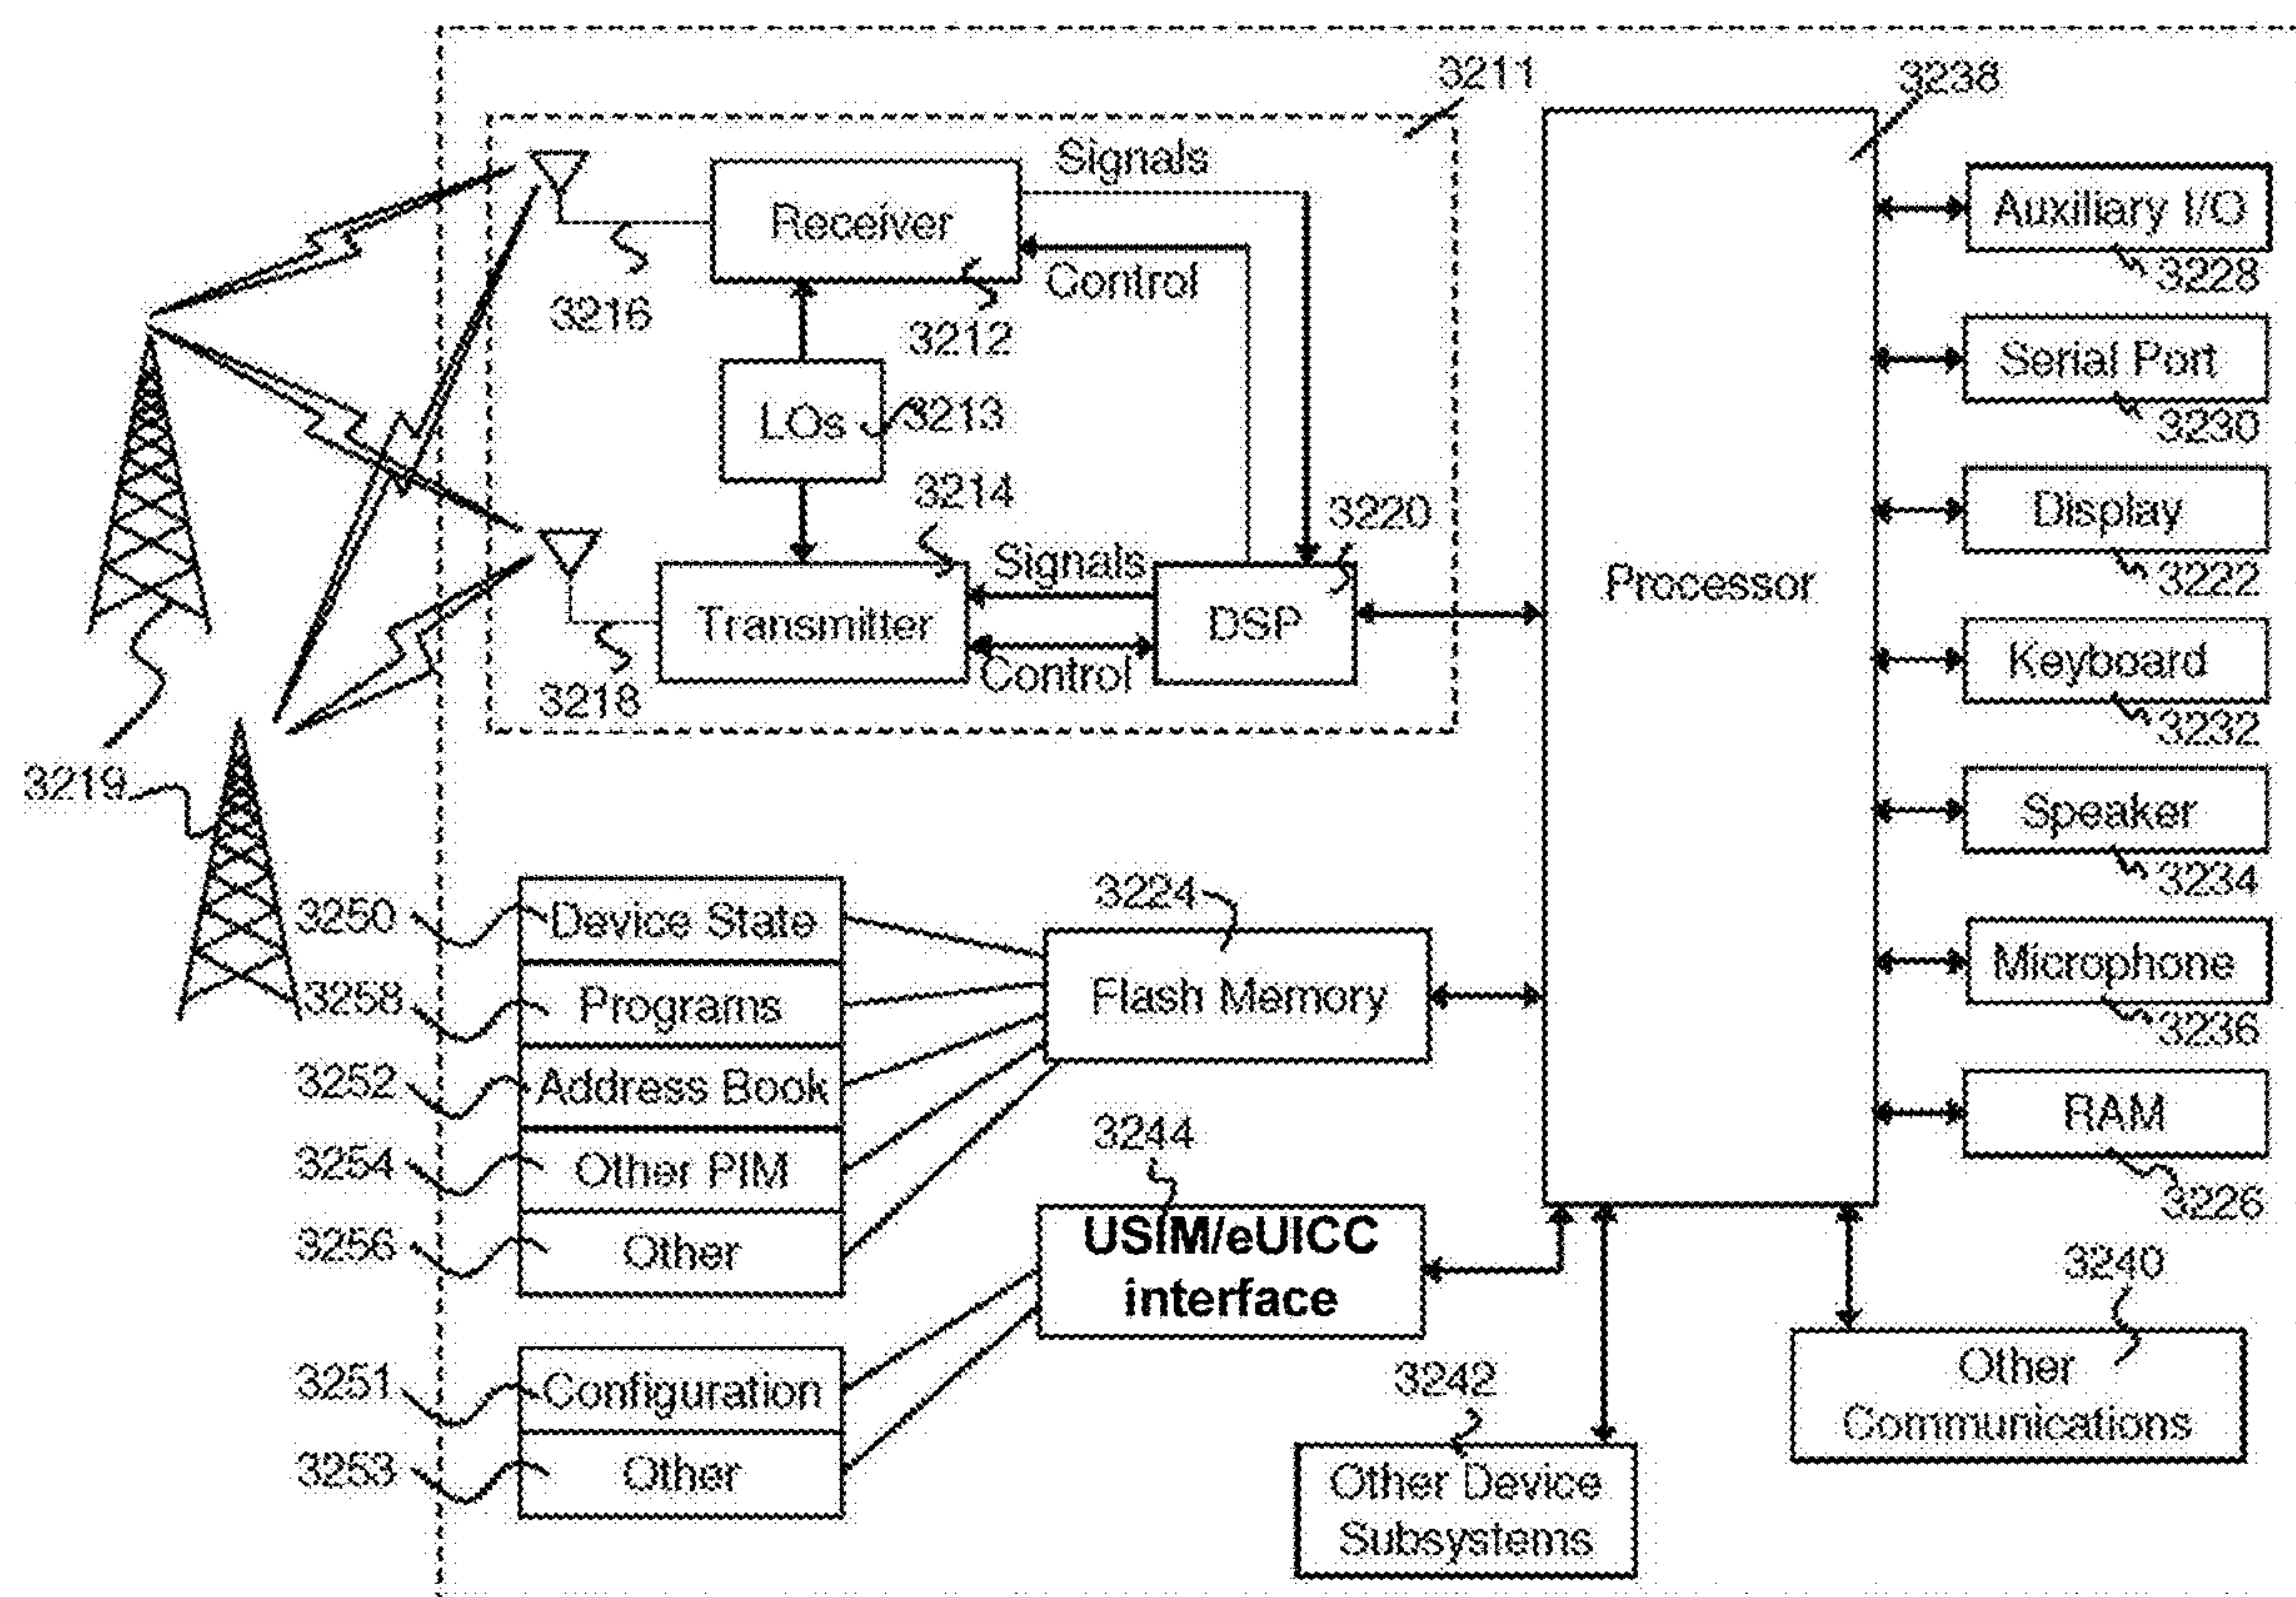 3211
3238
Signals
Receiver
Auxiliary I/O
3228
Control
3216
3212
Serial Port
3230
LOs
3213
3214
3220
Display
3222
Signals
Processor
Transmitter
DSP
Control
3218
Keyboard
3232
3219
Speaker
3234
3224
3250
Device State
Microphone
3236
3258
Programs
Flash Memory
3252
Address Book
RAM
3226
3244
3254
Other PIM
3256
Other
USIM/eUICC
interface
3240
3251
Configuration
3242
Other
Communications
3253
Other
Other Device
Subsystems